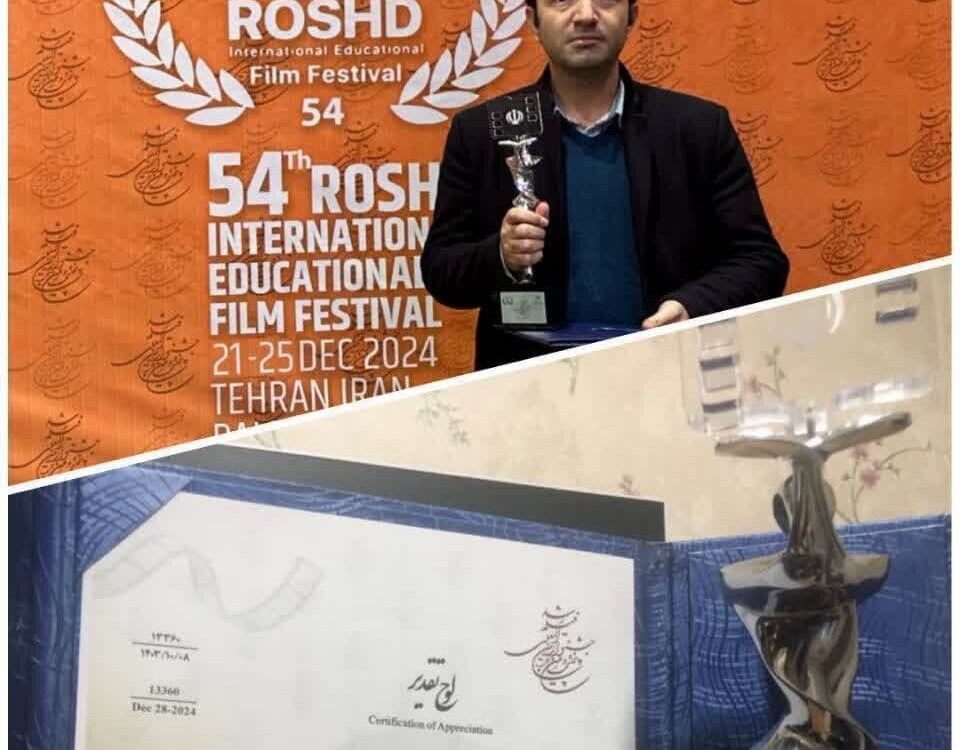 ROSHD
International Educational
Film Festival
54
54Th ROSH
INTERNATION
EDUCATIONAL
FILM FESTIVAL
21-25 DEC 2024
TEHRAN IRAN
۱۳۳۶۰
۱۴۰۳/۱۰/۰۸
13360
Dec 28-2024
لوح تقدیر
Certification of Appreciation